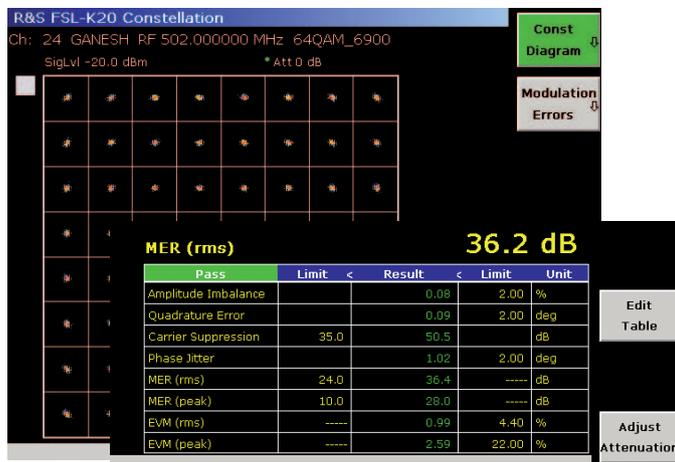 R&S FSL-K20 Constellation
Ch: 24 GANESH RF 502.000000 MHz 64QAM_6900
SigLvl -20.0 dBm * Att 0 dB
Const Diagram ⇩
Modulation Errors ⇩
MER (rms) 36.2 dB
Pass Limit < Result < Limit Unit
Amplitude Imbalance 0.08 2.00 %
Quadrature Error 0.09 2.00 deg
Carrier Suppression 35.0 50.5 dB
Phase Jitter 1.02 2.00 deg
MER (rms) 24.0 36.4 ----- dB
MER (peak) 10.0 28.0 ----- dB
EVM (rms) ----- 0.99 4.40 %
EVM (peak) ----- 2.59 22.00 %
Edit Table
Adjust Attenuation